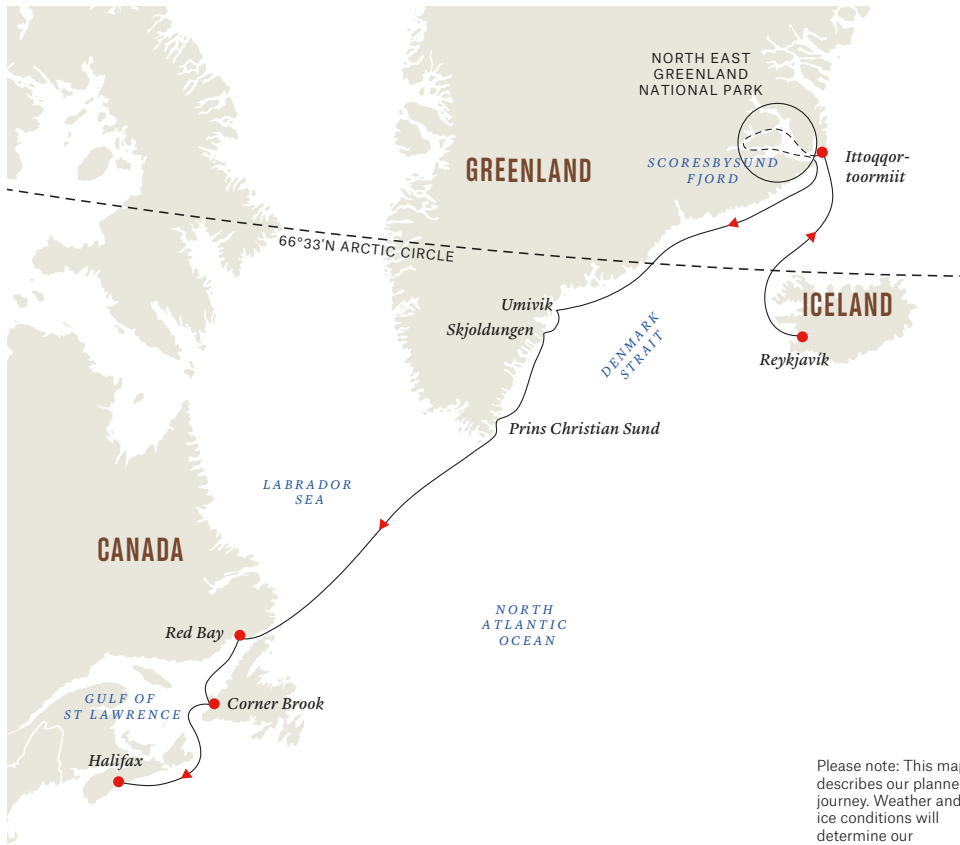 NORTH EAST
GREENLAND
NATIONAL PARK
GREENLAND
SCORESBYSUND
FJORD
Ittoqqor-
toormiit
66°33'N ARCTIC CIRCLE
Umivik
Skjoldungen
ICELAND
DENMARK
STRAIT
Reykjavík
Prins Christian Sund
LABRADOR
SEA
CANADA
NORTH
ATLANTIC
OCEAN
Red Bay
GULF OF
ST LAWRENCE
Corner Brook
Halifax
Please note: This map
describes our planne
journey. Weather and
ice conditions will
determine our